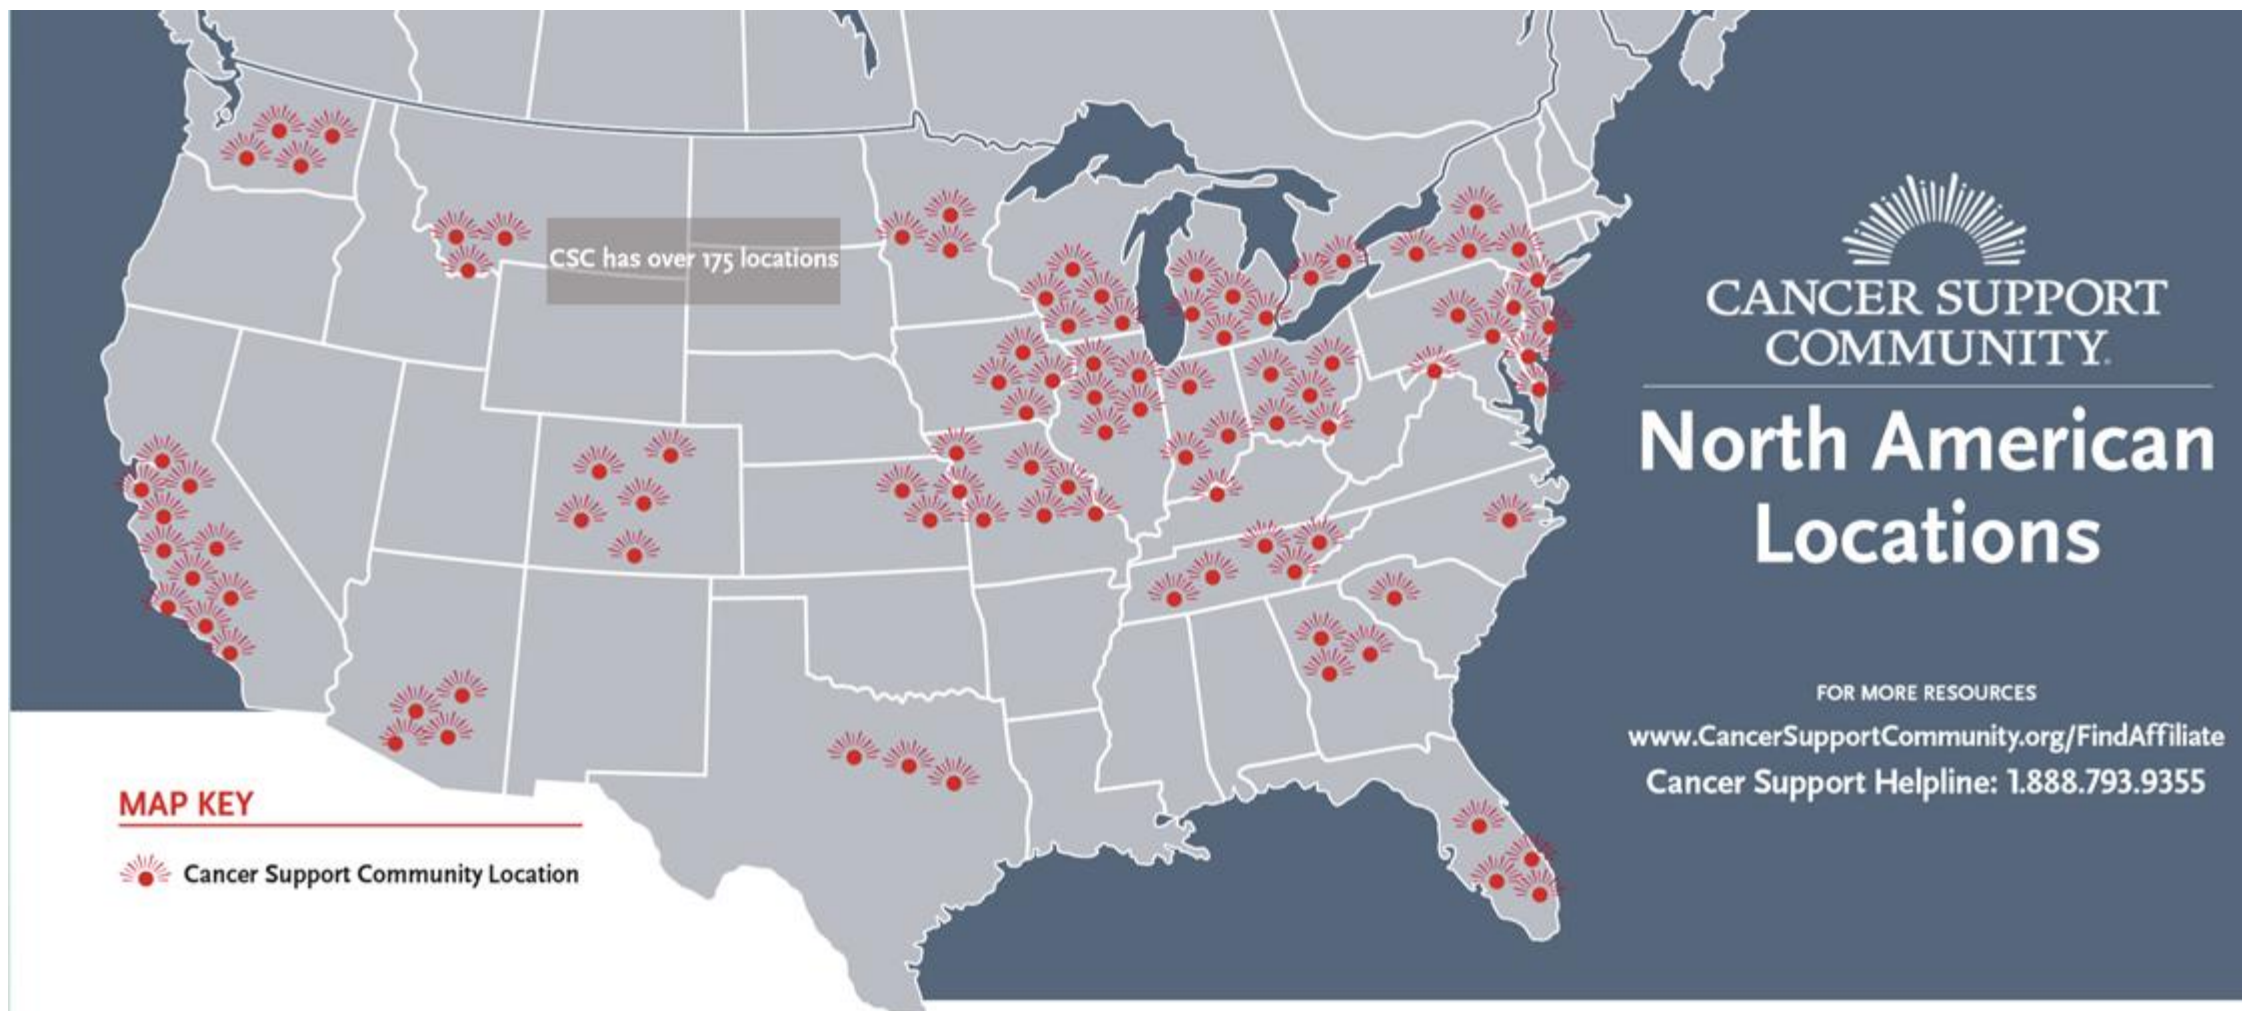 CSC has over 175 locations
CANCER SUPPORT
COMMUNITY.
North American
Locations
FOR MORE RESOURCES
www.CancerSupportCommunity.org/FindAffiliate
Cancer Support Helpline: 1.888.793.9355
MAP KEY
Cancer Support Community Location